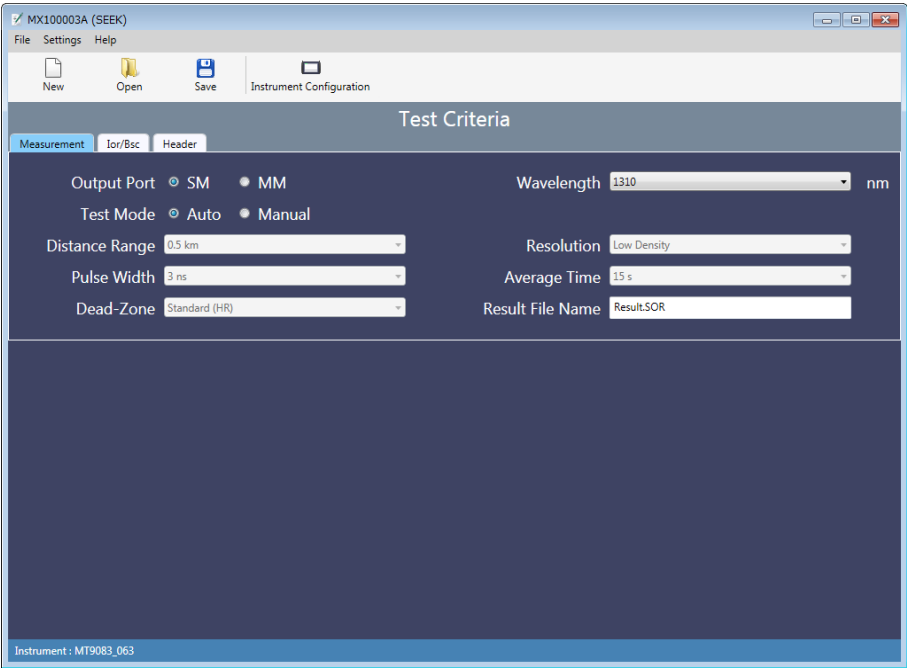 MX100003A (SEEK)
File Settings Help
New Open Save Instrument Configuration
Test Criteria
Measurement Ior/Bsc Header
Output Port SM MM Wavelength 1310 nm
Test Mode Auto Manual
Distance Range 0.5 km Resolution Low Density
Pulse Width 3 ns Average Time 15 s
Dead-Zone Standard (HR) Result File Name Result.SOR
Instrument : MT9083_063